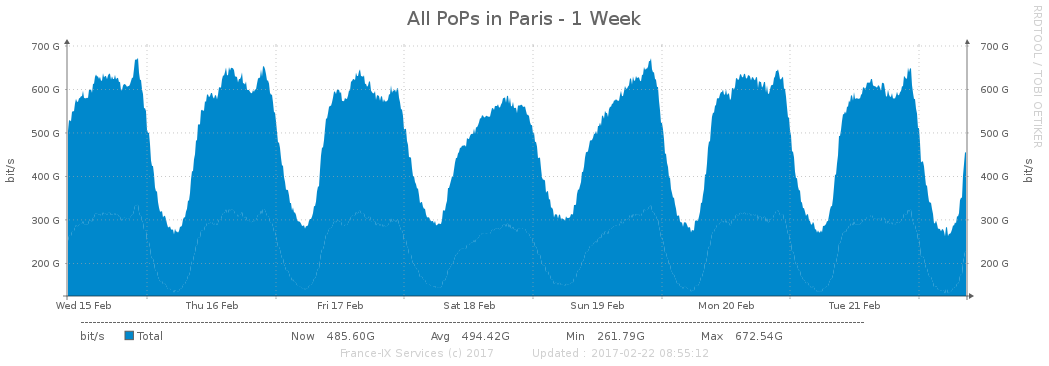 All PoPs in Paris - 1 Week
RRDTOOL / TOBI OETIKER
700 G 700 G
600 G 600 G
500 G 500 G
400 G 400 G
300 G 300 G
200 G 200 G
bit/s bit/s
Wed 15 Feb Thu 16 Feb Fri 17 Feb Sat 18 Feb Sun 19 Feb Mon 20 Feb Tue 21 Feb
bit/s Total Now 485.60G Avg 494.42G Min 261.79G Max 672.54G
France-IX Services (c) 2017 Updated : 2017-02-22 08:55:12